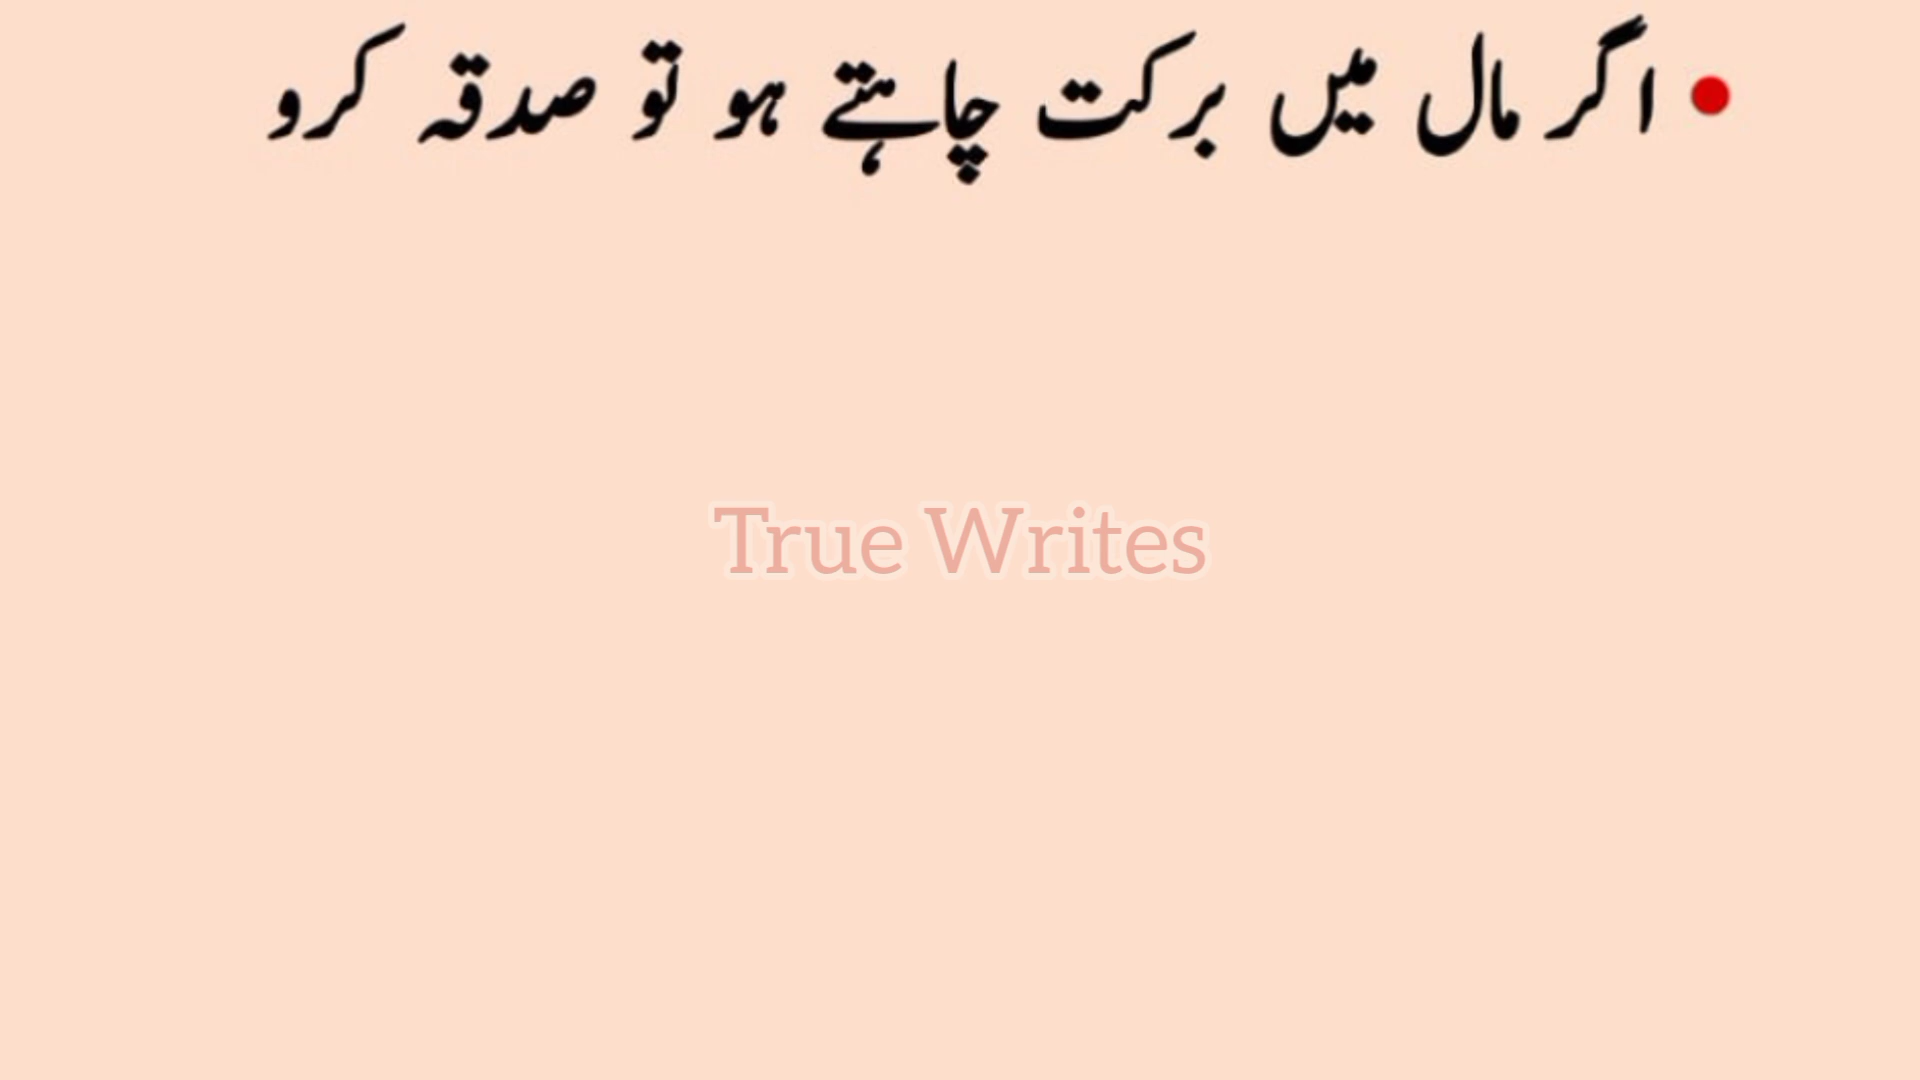 • اگر مال میں برکت چاہتے ہو تو صدقہ کرو
True Writes